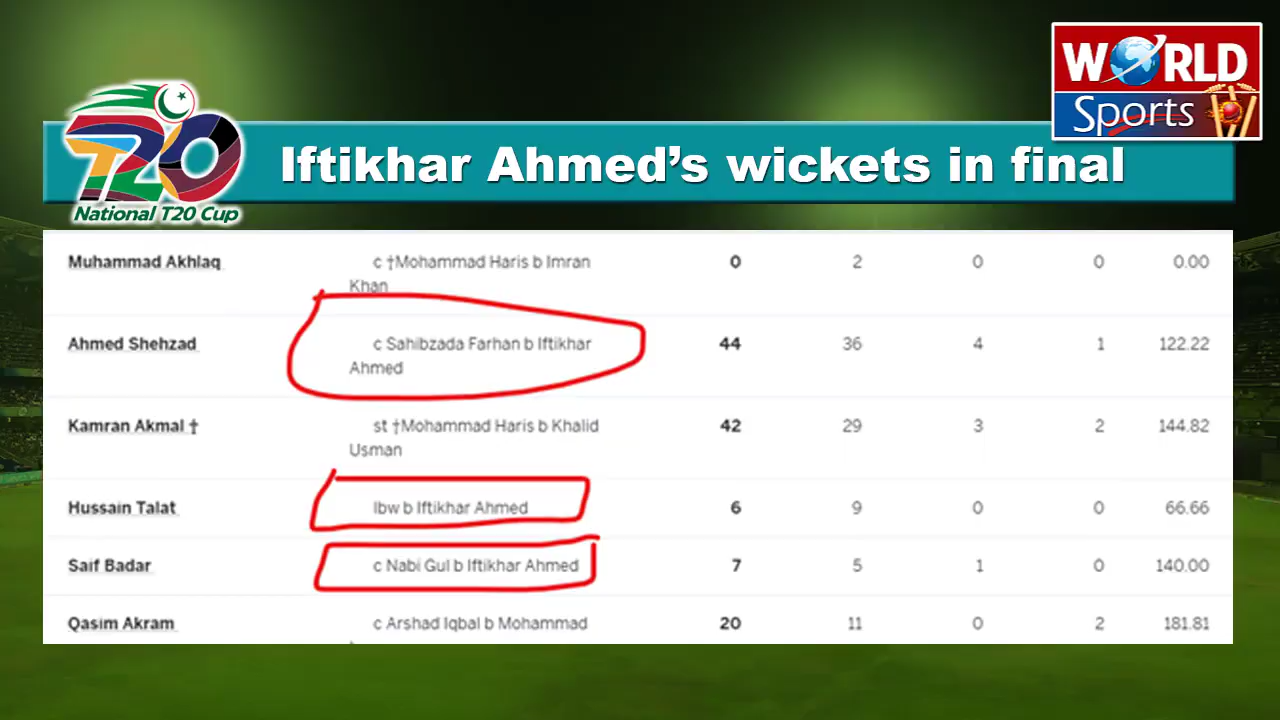 WORLD
Sports
T20
National T20 Cup
Iftikhar Ahmed's wickets in final
Muhammad Akhlaq c †Mohammad Haris b Imran Khan 0 2 0 0 0.00
Ahmed Shehzad c Sahibzada Farhan b Iftikhar Ahmed 44 36 4 1 122.22
Kamran Akmal † st †Mohammad Haris b Khalid Usman 42 29 3 2 144.82
Hussain Talat lbw b Iftikhar Ahmed 6 9 0 0 66.66
Saif Badar c Nabi Gul b Iftikhar Ahmed 7 5 1 0 140.00
Qasim Akram c Arshad Iqbal b Mohammad 20 11 0 2 181.81